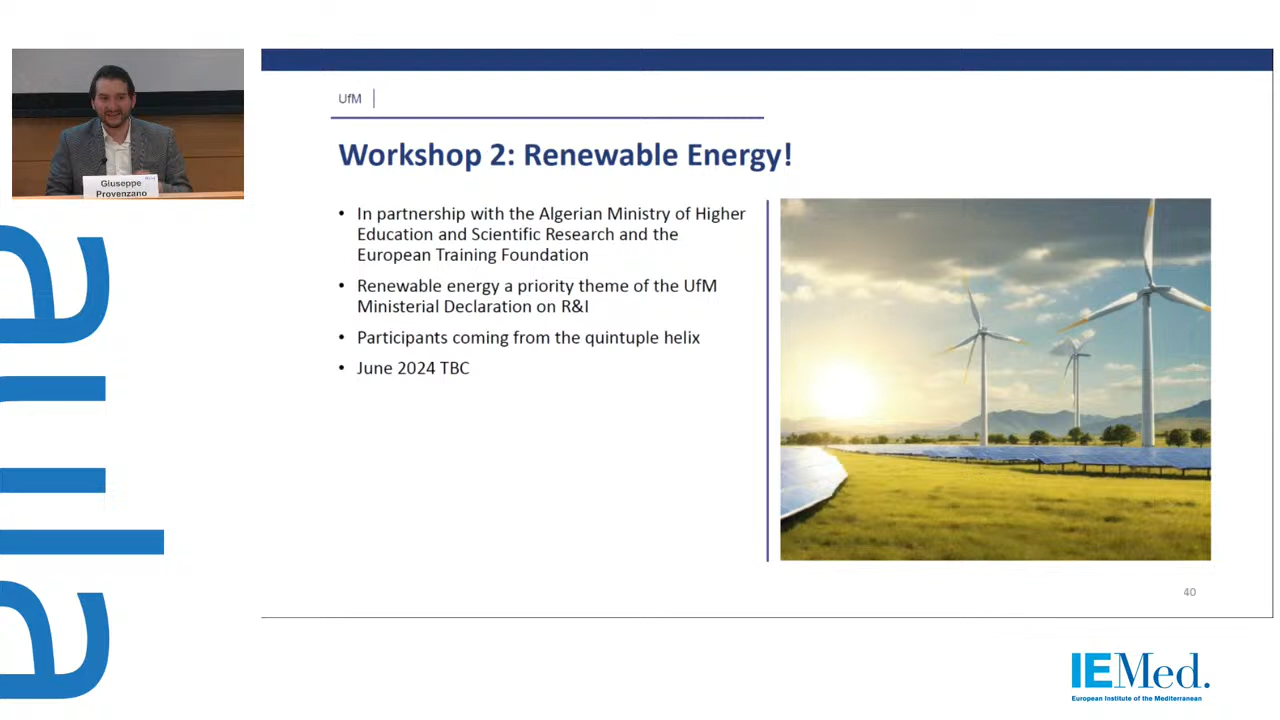 UfM
Workshop 2: Renewable Energy!
• In partnership with the Algerian Ministry of Higher
Education and Scientific Research and the
European Training Foundation
• Renewable energy a priority theme of the UfM
Ministerial Declaration on R&I
• Participants coming from the quintuple helix
• June 2024 TBC
40
Giuseppe
Provenzano
aula
IEMed.
European Institute of the Mediterranean